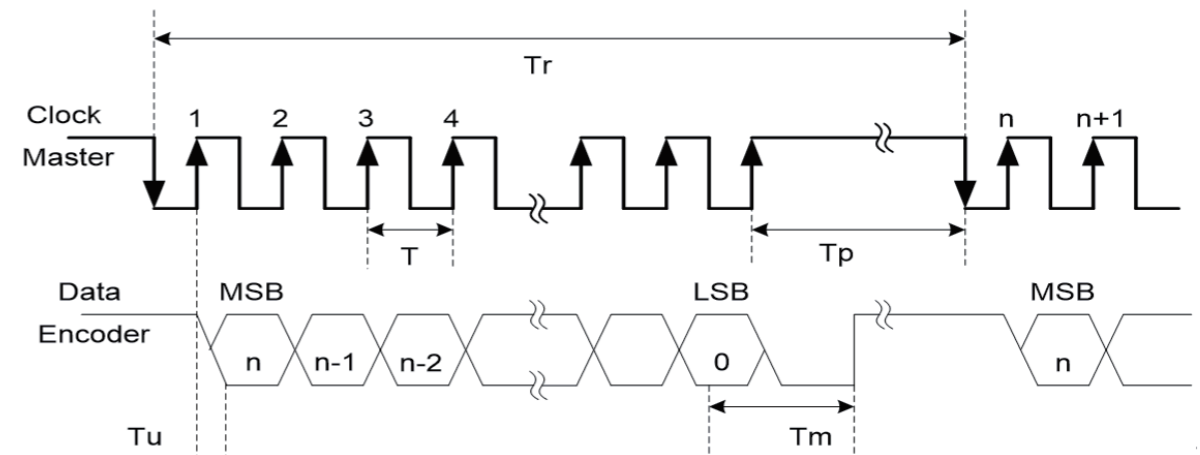 Tr
Clock
Master
1 2 3 4 n n+1
T
Tp
Data
Encoder
MSB LSB MSB
n n-1 n-2 0 n
Tu
Tm